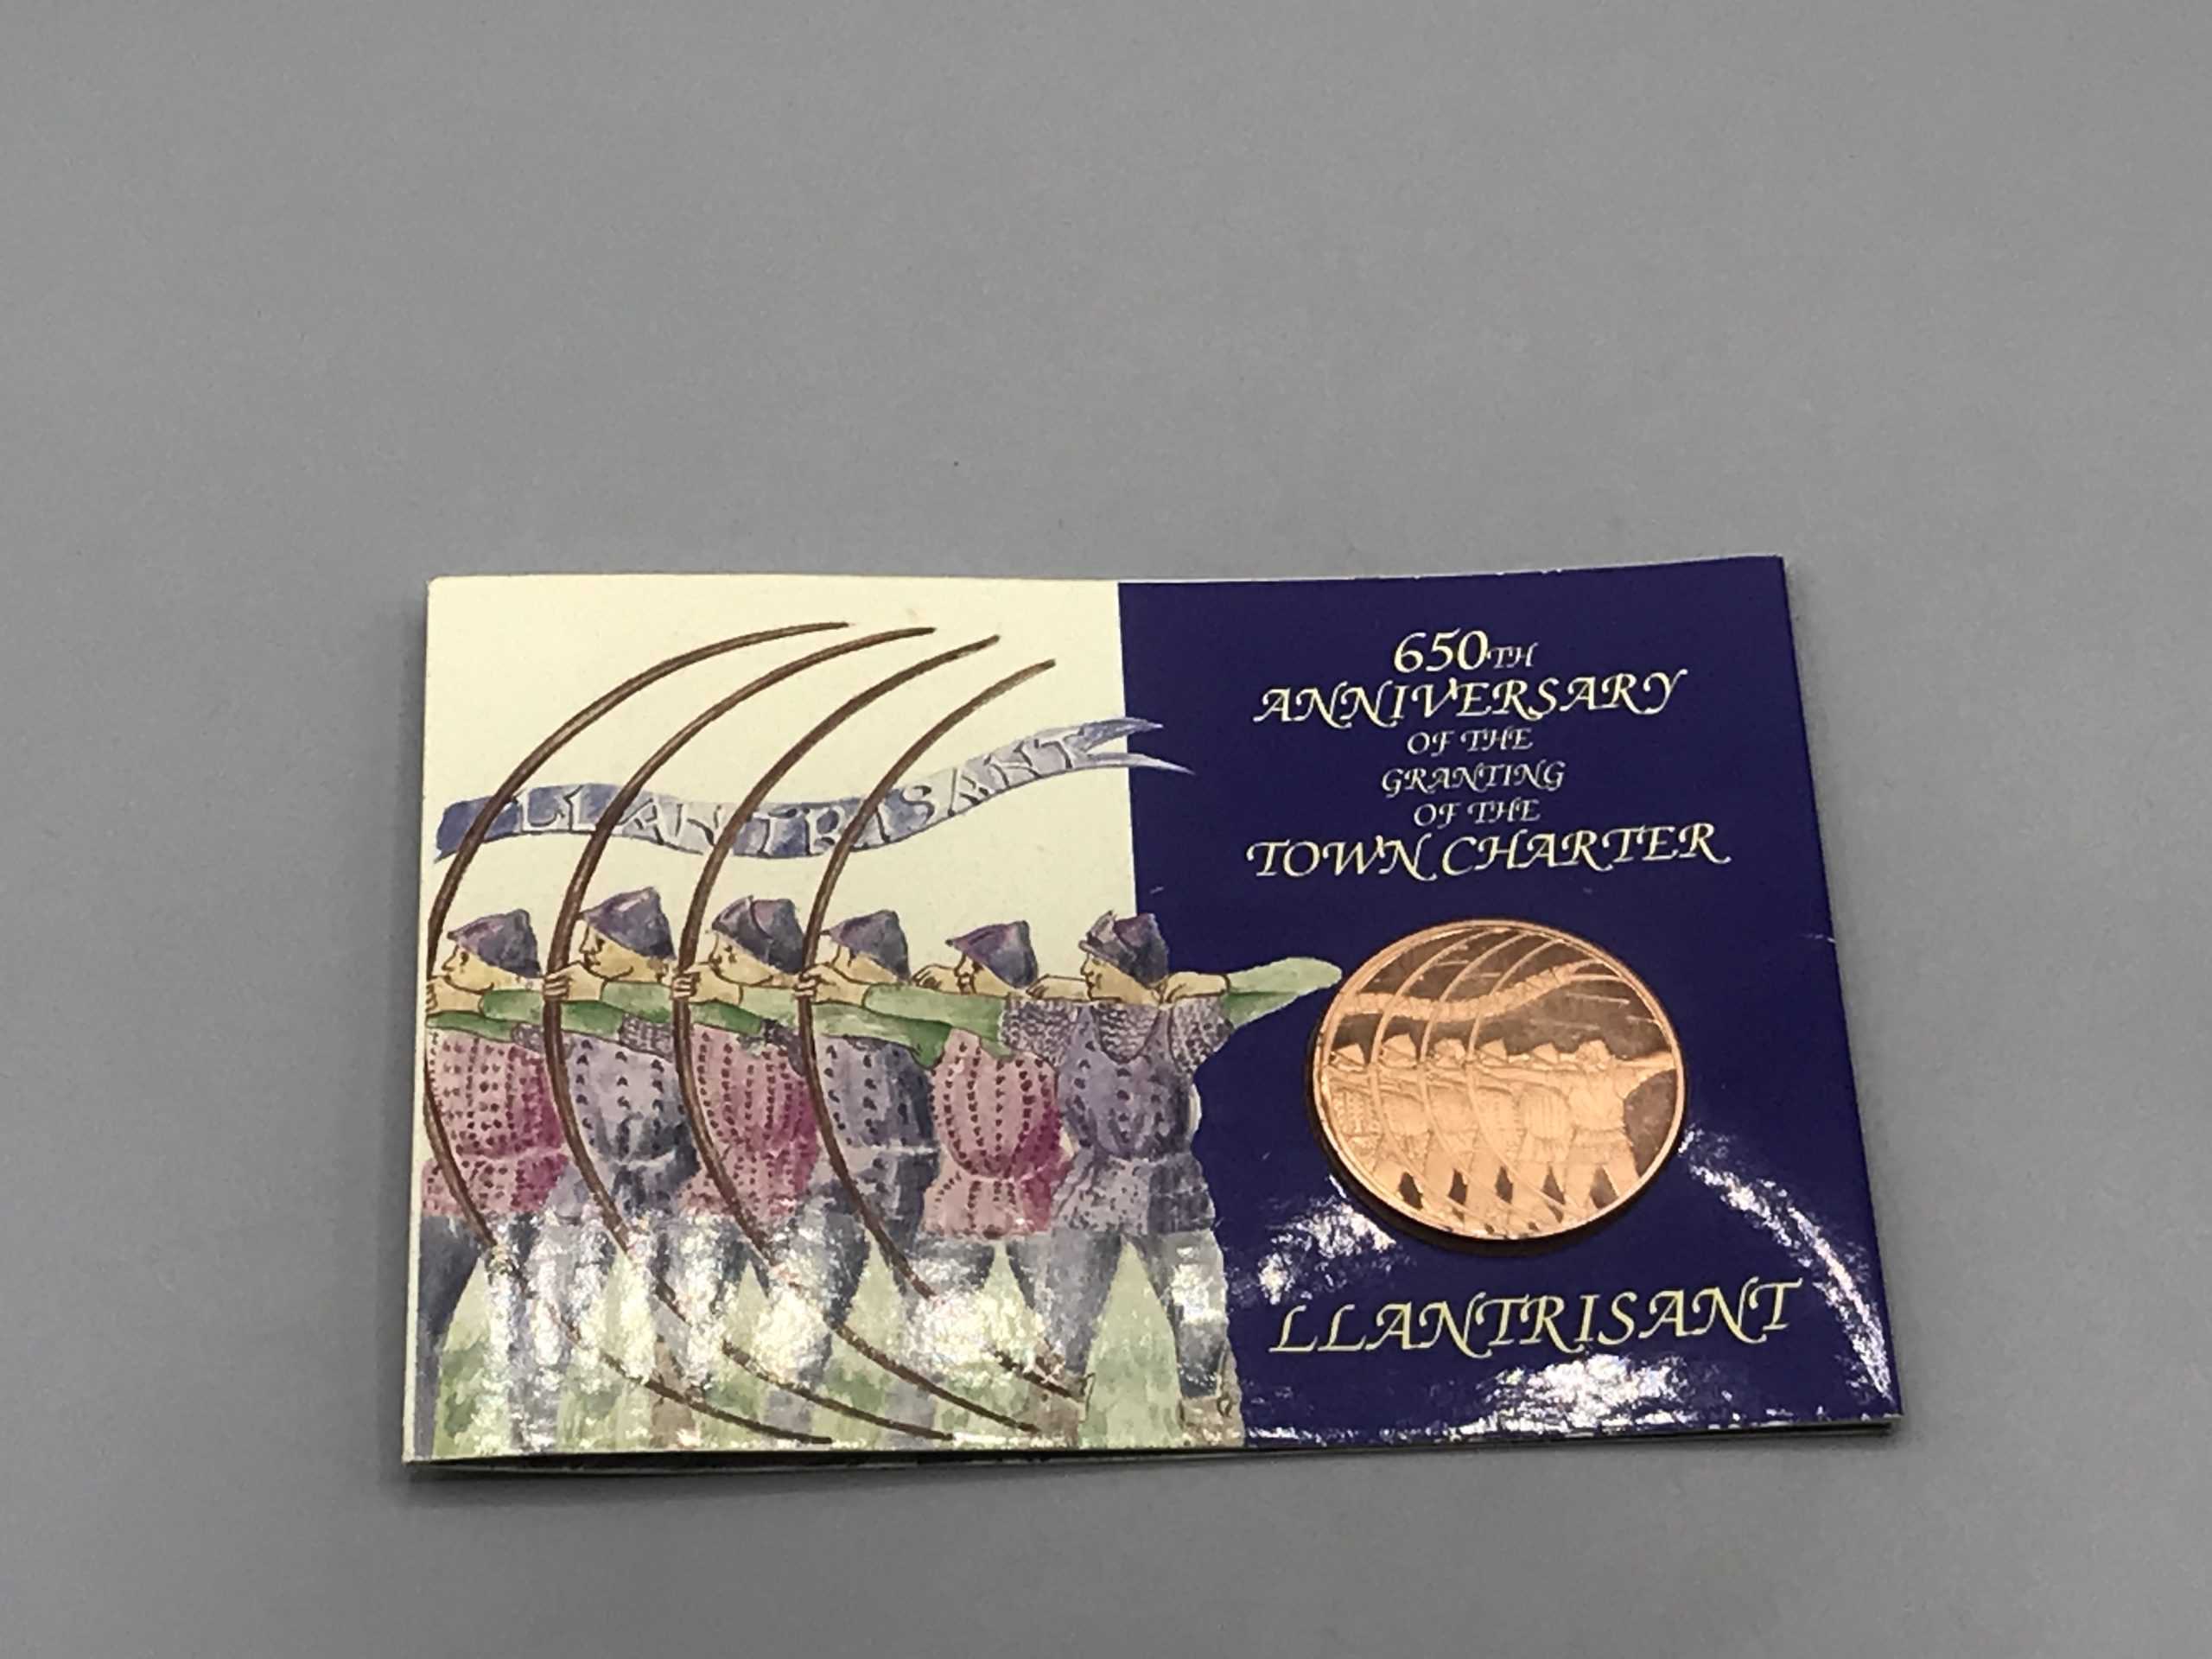 LLANTRISANT
650TH
ANNIVERSARY
OF THE
GRANTING
OF THE
TOWN CHARTER
LLANTRISANT